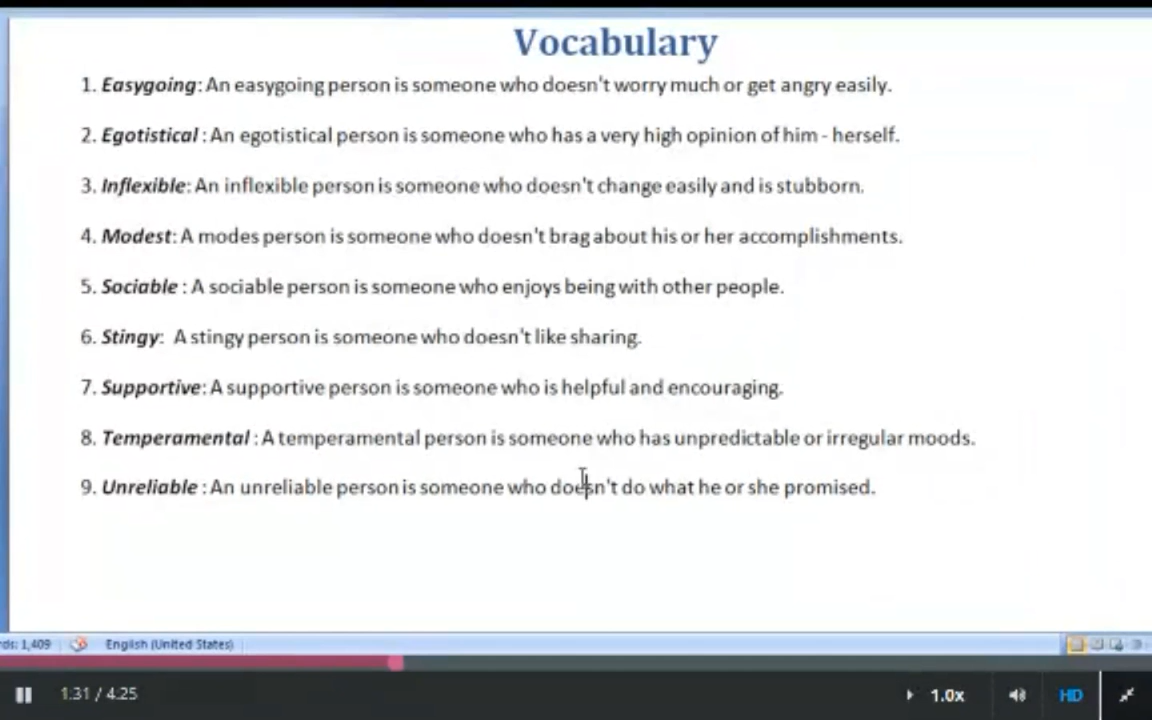 Vocabulary
1. Easygoing: An easygoing person is someone who doesn't worry much or get angry easily.
2. Egotistical : An egotistical person is someone who has a very high opinion of him - herself.
3. Inflexible: An inflexible person is someone who doesn't change easily and is stubborn.
4. Modest: A modes person is someone who doesn't brag about his or her accomplishments.
5. Sociable : A sociable person is someone who enjoys being with other people.
6. Stingy: A stingy person is someone who doesn't like sharing.
7. Supportive: A supportive person is someone who is helpful and encouraging.
8. Temperamental : A temperamental person is someone who has unpredictable or irregular moods.
9. Unreliable : An unreliable person is someone who doesn't do what he or she promised.
rds: 1,409 English (United States)
1:31 / 4:25 1.0x HD